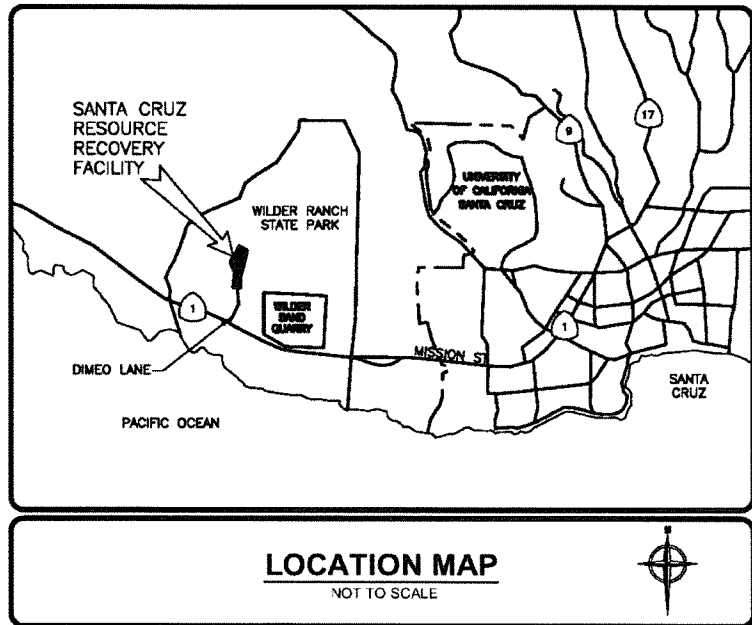 SANTA CRUZ
RESOURCE
RECOVERY
FACILITY
WILDER RANCH
STATE PARK
UNIVERSITY
OF CALIFORNIA
SANTA CRUZ
9
17
1
WILDER
SAND
QUARRY
DIMEO LANE
MISSION ST
1
SANTA
CRUZ
PACIFIC OCEAN
LOCATION MAP
NOT TO SCALE
N